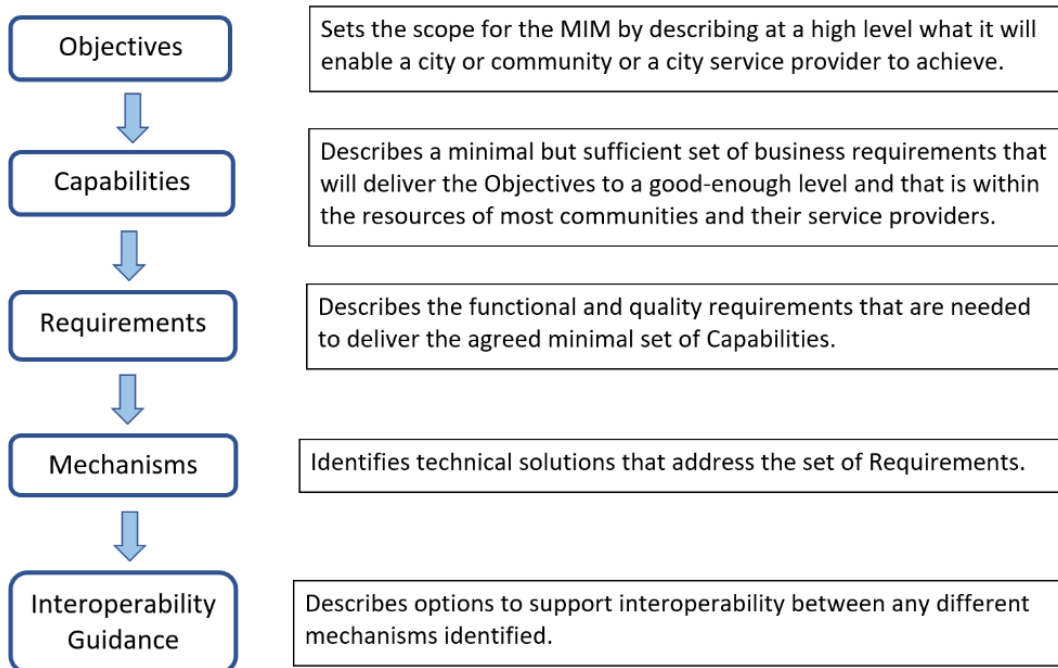 Objectives
Sets the scope for the MIM by describing at a high level what it will
enable a city or community or a city service provider to achieve.
Capabilities
Describes a minimal but sufficient set of business requirements that
will deliver the Objectives to a good-enough level and that is within
the resources of most communities and their service providers.
Requirements
Describes the functional and quality requirements that are needed
to deliver the agreed minimal set of Capabilities.
Mechanisms
Identifies technical solutions that address the set of Requirements.
Interoperability
Guidance
Describes options to support interoperability between any different
mechanisms identified.